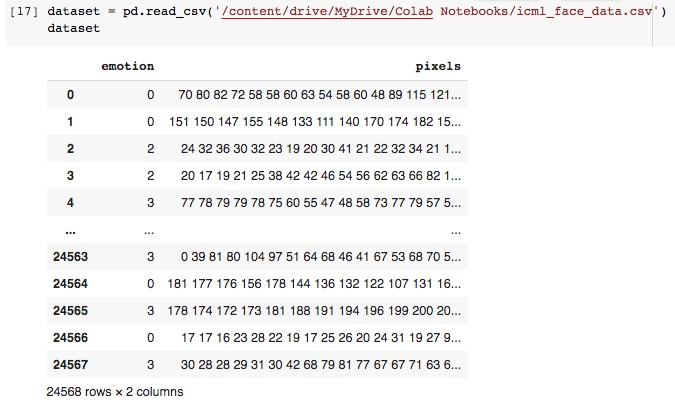 [17] dataset = pd.read_csv('/content/drive/MyDrive/Colab Notebooks/icml_face_data.csv')
dataset
emotion pixels
0 0 70 80 82 72 58 58 60 63 54 58 60 48 89 115 121...
1 0 151 150 147 155 148 133 111 140 170 174 182 15...
2 2 24 32 36 30 32 23 19 20 30 41 21 22 32 34 21 1...
3 2 20 17 19 21 25 38 42 42 46 54 56 62 63 66 82 1...
4 3 77 78 79 79 78 75 60 55 47 48 58 73 77 79 57 5...
... ... ...
24563 3 0 39 81 80 104 97 51 64 68 46 41 67 53 68 70 5...
24564 0 181 177 176 156 178 144 136 132 122 107 131 16...
24565 3 178 174 172 173 181 188 191 194 196 199 200 20...
24566 0 17 17 16 23 28 22 19 17 25 26 20 24 31 19 27 9...
24567 3 30 28 28 29 31 30 42 68 79 81 77 67 67 71 63 6...
24568 rows × 2 columns